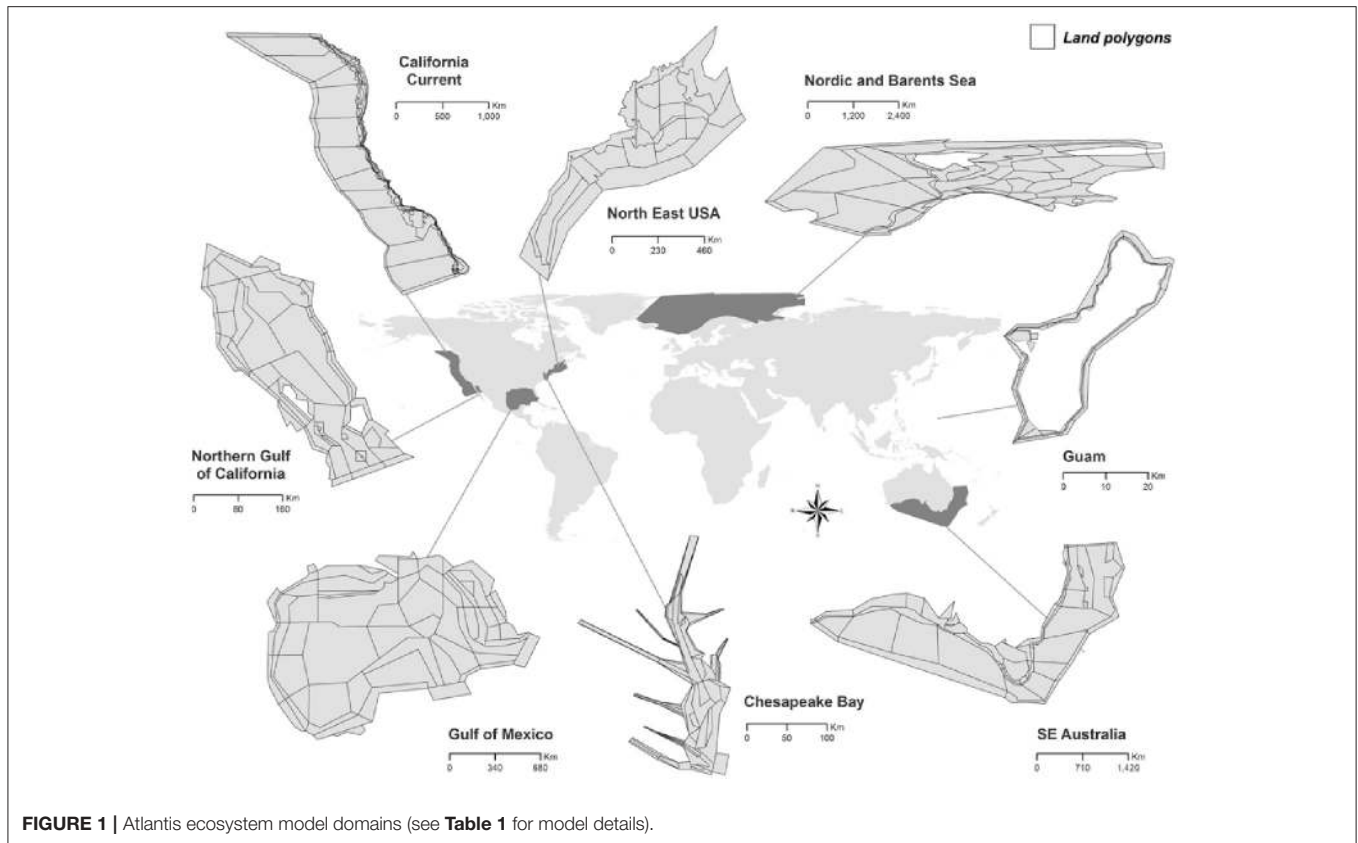 Land polygons
California
Current
Km
0 500 1,000
Nordic and Barents Sea
Km
0 1,200 2,400
North East USA
Km
0 230 460
Northern Gulf
of California
Km
0 80 160
Guam
Km
0 10 20
N
Gulf of Mexico
Km
0 340 680
Chesapeake Bay
Km
0 50 100
SE Australia
Km
0 710 1,420
FIGURE 1 | Atlantis ecosystem model domains (see Table 1 for model details).